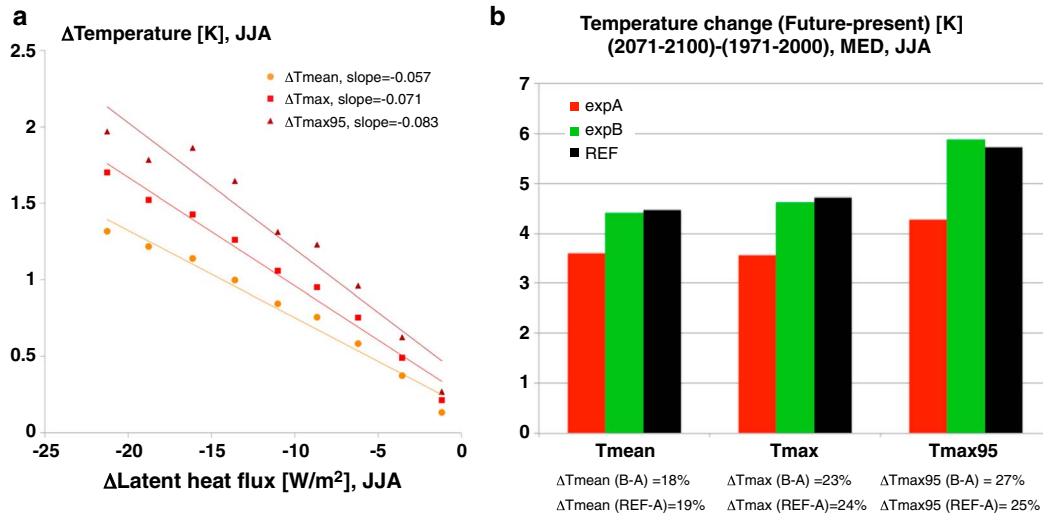 a
ΔTemperature [K], JJA
2.5
2
1.5
1
0.5
0
ΔTmean, slope=-0.057
ΔTmax, slope=-0.071
ΔTmax95, slope=-0.083
-25
-20
-15
-10
-5
0
ΔLatent heat flux [W/m²], JJA
b
Temperature change (Future-present) [K]
(2071-2100)-(1971-2000), MED, JJA
7
6
5
4
3
2
1
0
expA
expB
REF
Tmean
Tmax
Tmax95
ΔTmean (B-A) =18%
ΔTmax (B-A) =23%
ΔTmax95 (B-A) = 27%
ΔTmean (REF-A)=19%
ΔTmax (REF-A)=24%
ΔTmax95 (REF-A)= 25%